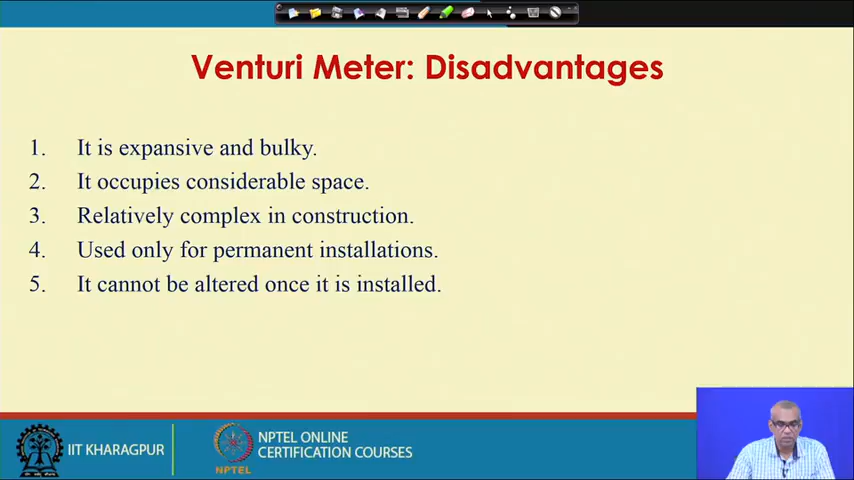 Venturi Meter: Disadvantages
1. It is expansive and bulky.
2. It occupies considerable space.
3. Relatively complex in construction.
4. Used only for permanent installations.
5. It cannot be altered once it is installed.
IIT KHARAGPUR
NPTEL
NPTEL ONLINE
CERTIFICATION COURSES